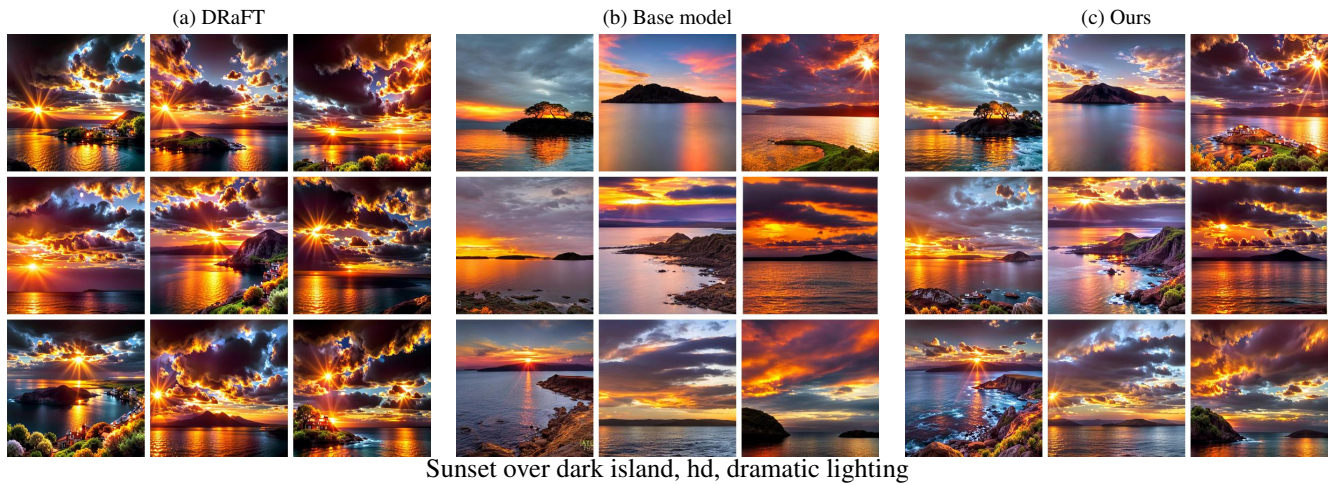 (a) DRaFT
(b) Base model
(c) Ours
Sunset over dark island, hd, dramatic lighting